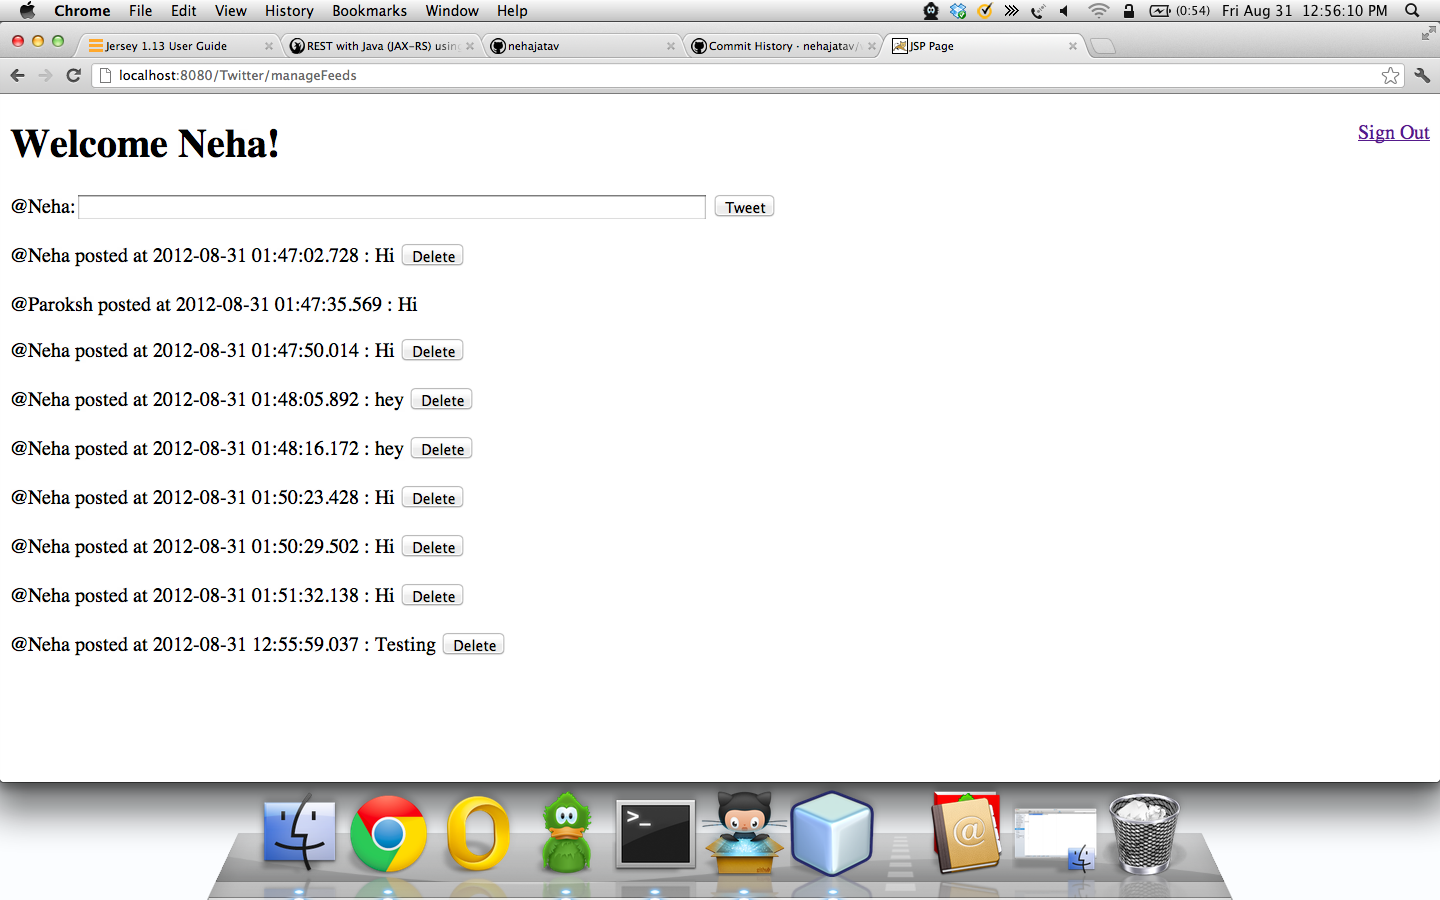 Chrome File Edit View History Bookmarks Window Help (0:54) Fri Aug 31 12:56:10 PM
Jersey 1.13 User Guide REST with Java (JAX-RS) using nehajatav Commit History · nehajatav/ JSP Page
localhost:8080/Twitter/manageFeeds
Welcome Neha! Sign Out
@Neha: Tweet
@Neha posted at 2012-08-31 01:47:02.728 : Hi Delete
@Paroksh posted at 2012-08-31 01:47:35.569 : Hi
@Neha posted at 2012-08-31 01:47:50.014 : Hi Delete
@Neha posted at 2012-08-31 01:48:05.892 : hey Delete
@Neha posted at 2012-08-31 01:48:16.172 : hey Delete
@Neha posted at 2012-08-31 01:50:23.428 : Hi Delete
@Neha posted at 2012-08-31 01:50:29.502 : Hi Delete
@Neha posted at 2012-08-31 01:51:32.138 : Hi Delete
@Neha posted at 2012-08-31 12:55:59.037 : Testing Delete
>_ @